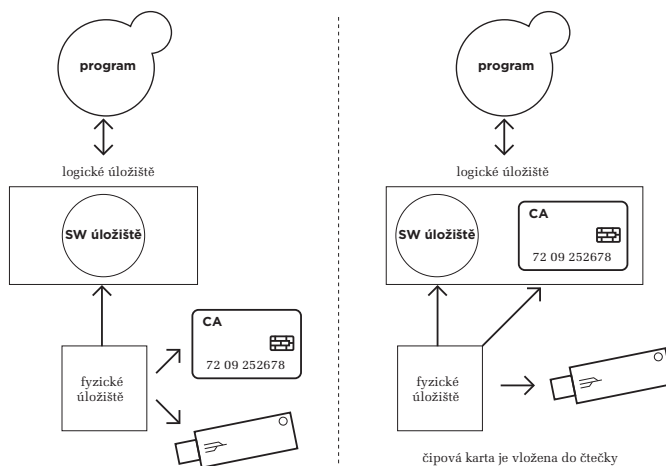 program
logické úložiště
SW úložiště
CA
72 09 252678
fyzické
úložiště
program
logické úložiště
SW úložiště
CA
72 09 252678
fyzické
úložiště
čipová karta je vložena do čtečky